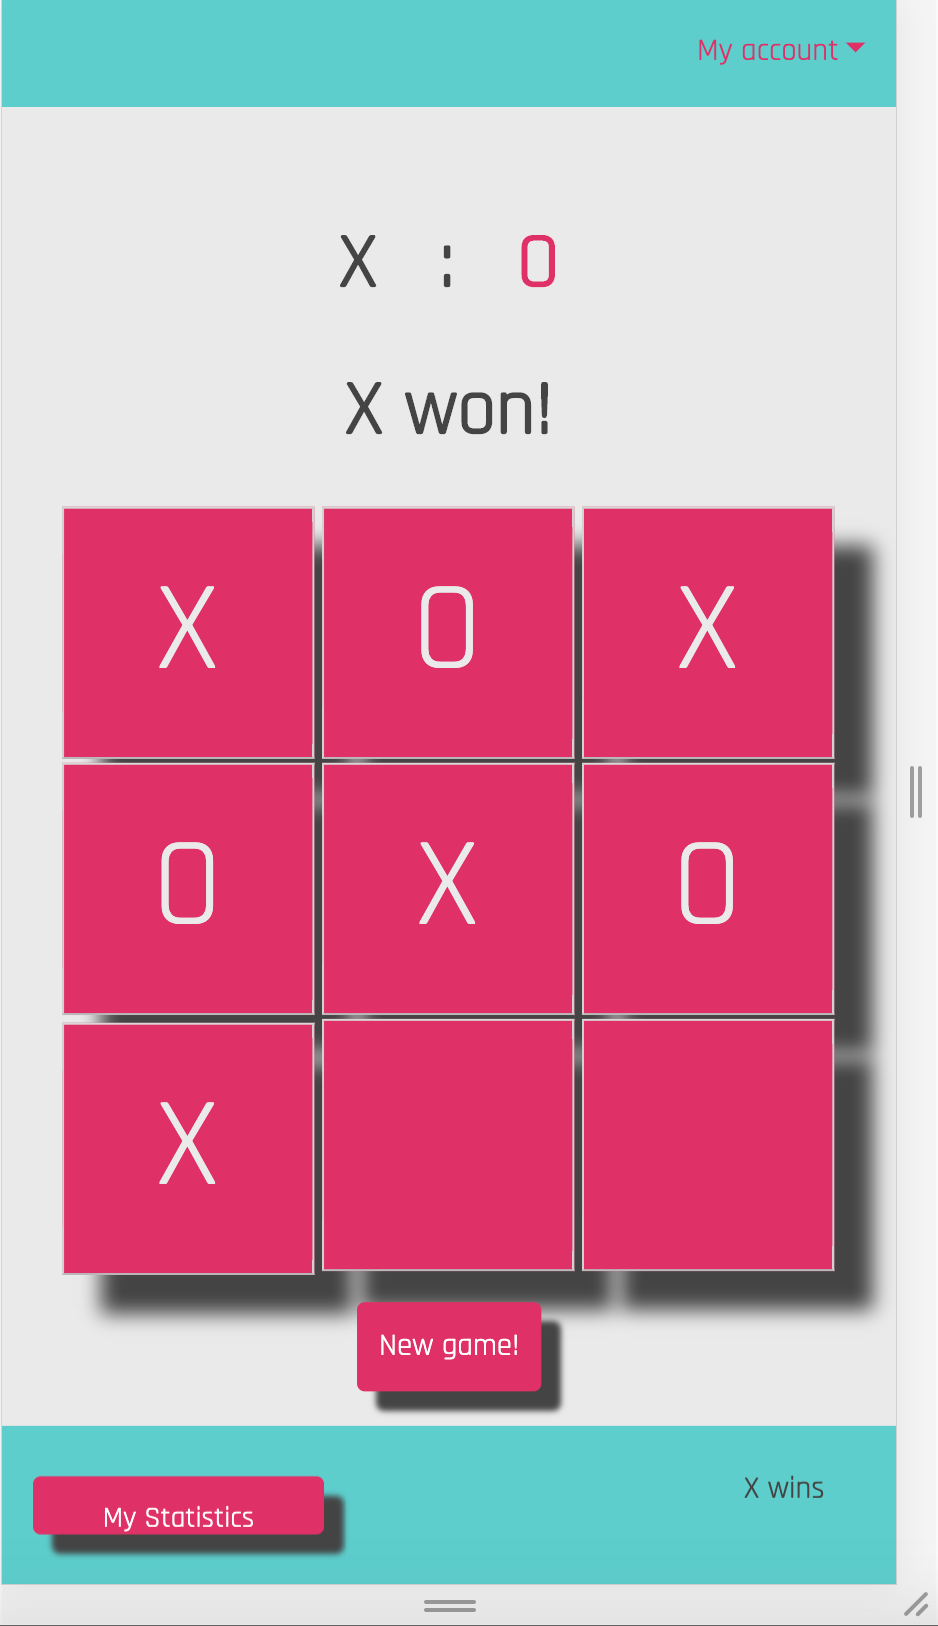 My account
X : O
X won!
X O X
O X O
X
New game!
My Statistics
X wins